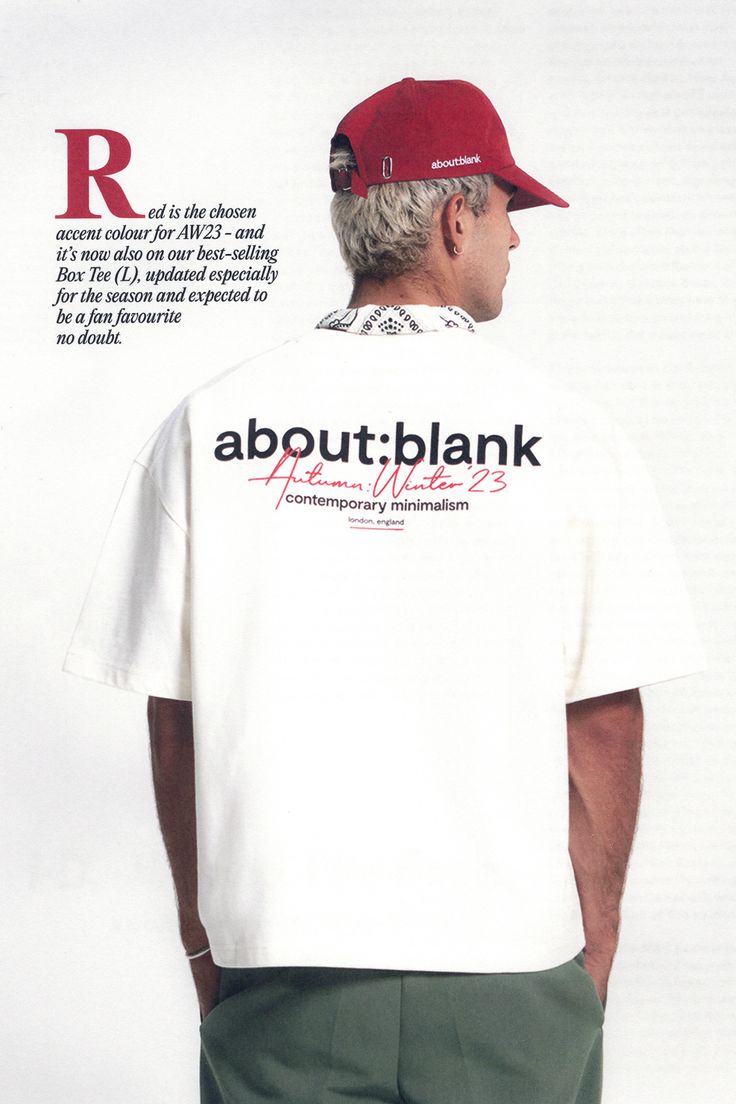 Red is the chosen
accent colour for AW23 - and
it's now also on our best-selling
Box Tee (L), updated especially
for the season and expected to
be a fan favourite
no doubt.
about:blank
about:blank
Autumn:Winter'23
contemporary minimalism
london, england